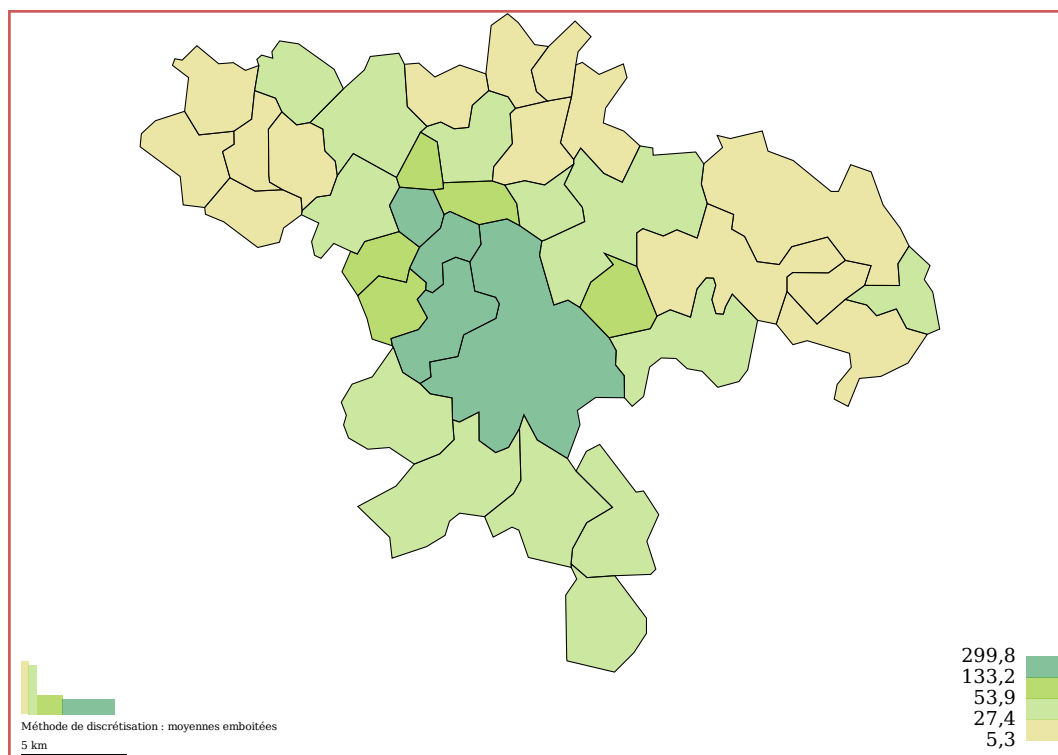 299,8
133,2
53,9
27,4
5,3
Méthode de discrétisation : moyennes emboitées
5 km